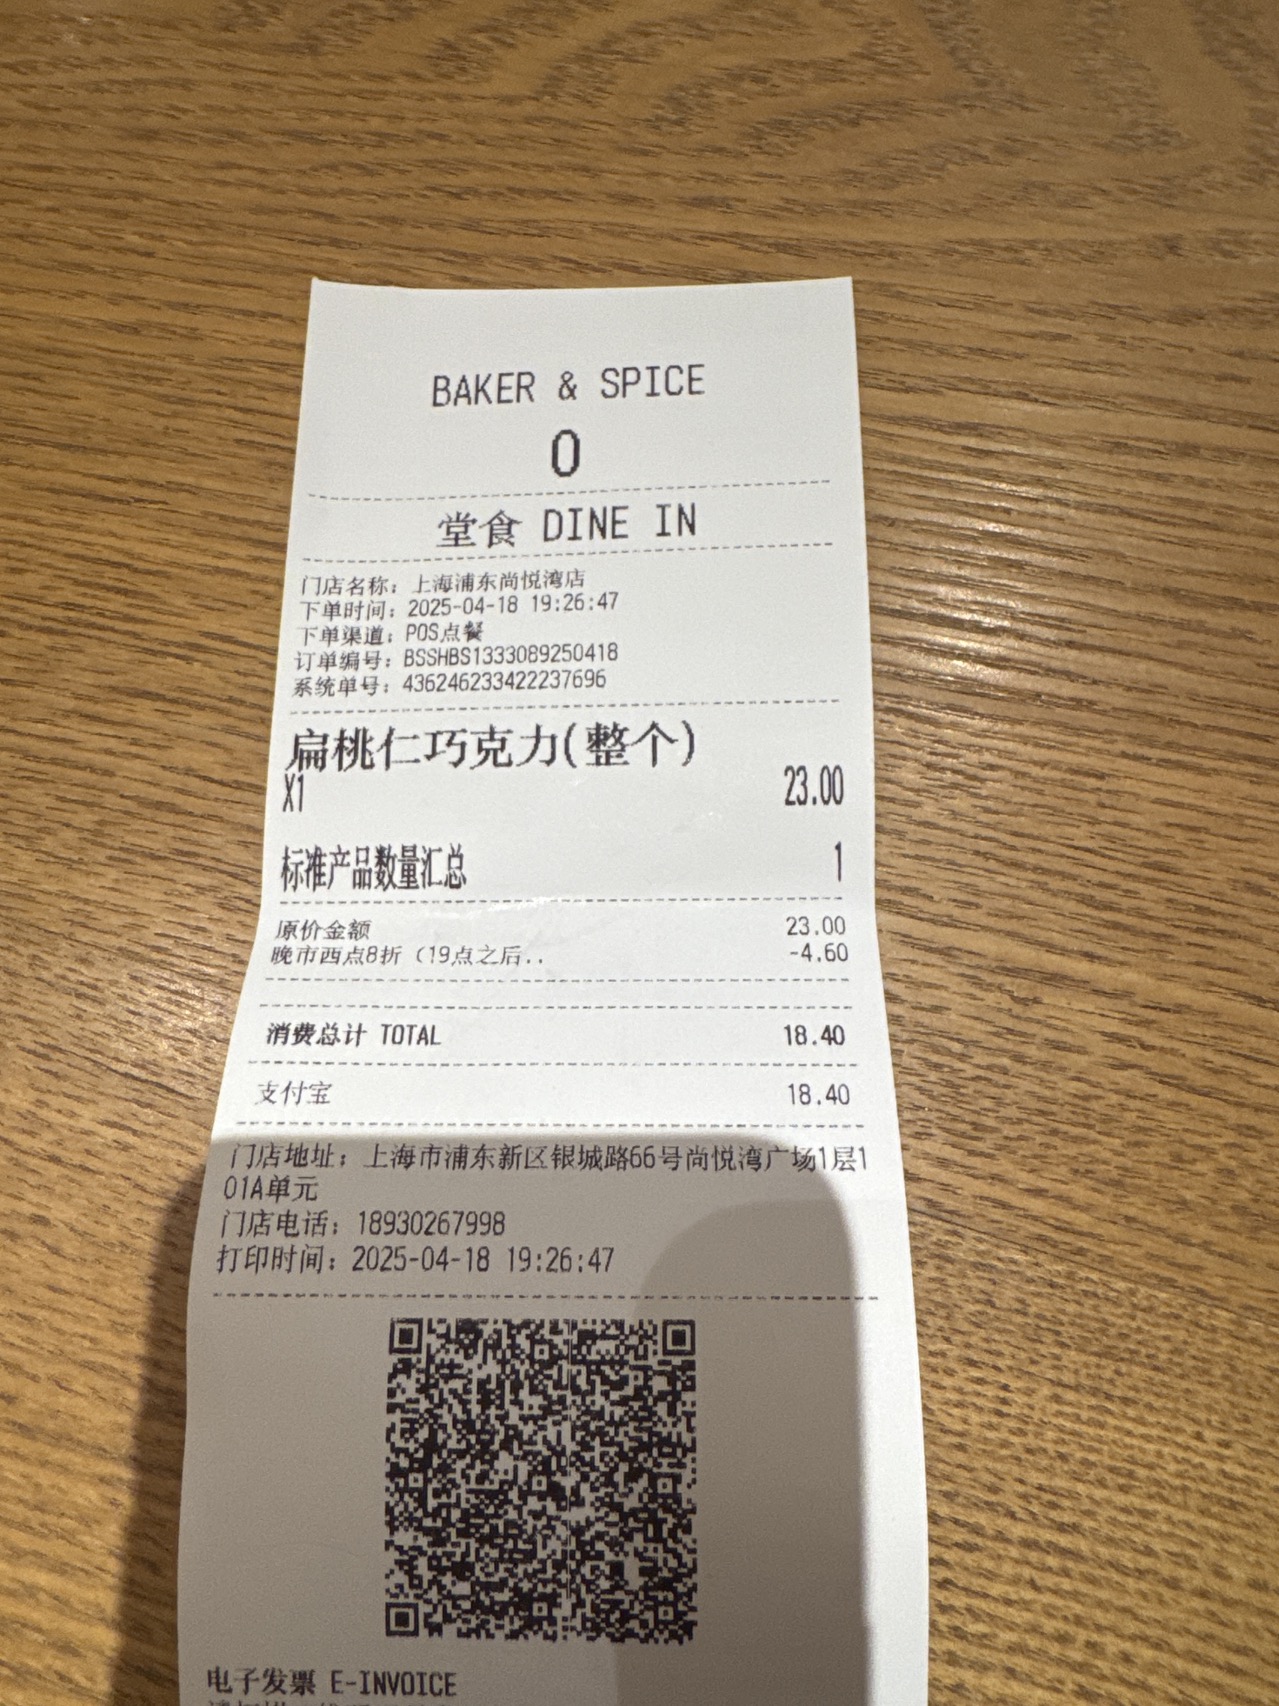 BAKER & SPICE
0
堂食 DINE IN
门店名称：上海浦东尚悦湾店
下单时间：2025-04-18 19:26:47
下单渠道：POS点餐
订单编号：BSSHBS1333089250418
系统单号：436246233422237696
扁桃仁巧克力(整个)
X1 23.00
标准产品数量汇总 1
原价金额 23.00
晚市西点8折（19点之后.. -4.60
消费总计 TOTAL 18.40
支付宝 18.40
门店地址：上海市浦东新区银城路66号尚悦湾广场1层1
01A单元
门店电话：18930267998
打印时间：2025-04-18 19:26:47
电子发票 E-INVOICE